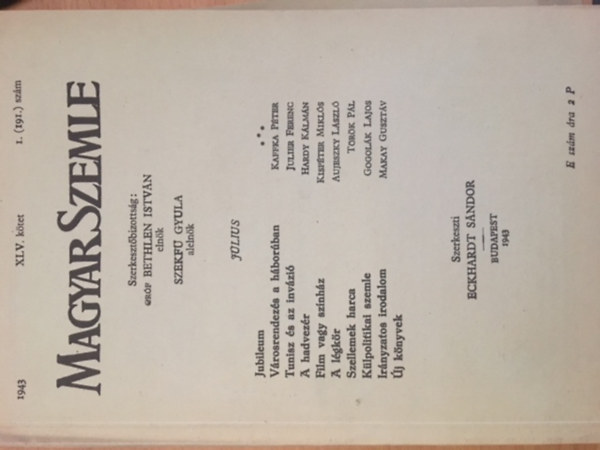 1943 XLV. kötet 1. (191.) szám
MAGYAR SZEMLE
Szerkesztőbizottság:
GRÓF BETHLEN ISTVÁN
elnök
SZEKFŰ GYULA
alelnök
JÚLIUS
Jubileum * * *
Városrendezés a háborúban KAFFKA PÉTER
Tunisz és az invázió JULIER FERENC
A hadvezér HARDY KÁLMÁN
Film vagy színház KISPÉTER MIKLÓS
A légkör AUJESZKY LÁSZLÓ
Szellemek harca TÖRÖK PÁL
Külpolitikai szemle GOGOLÁK LAJOS
Irányzatos irodalom MAKAY GUSZTÁV
Új könyvek
Szerkeszti
ECKHARDT SÁNDOR
BUDAPEST
1943
E szám ára 2 P